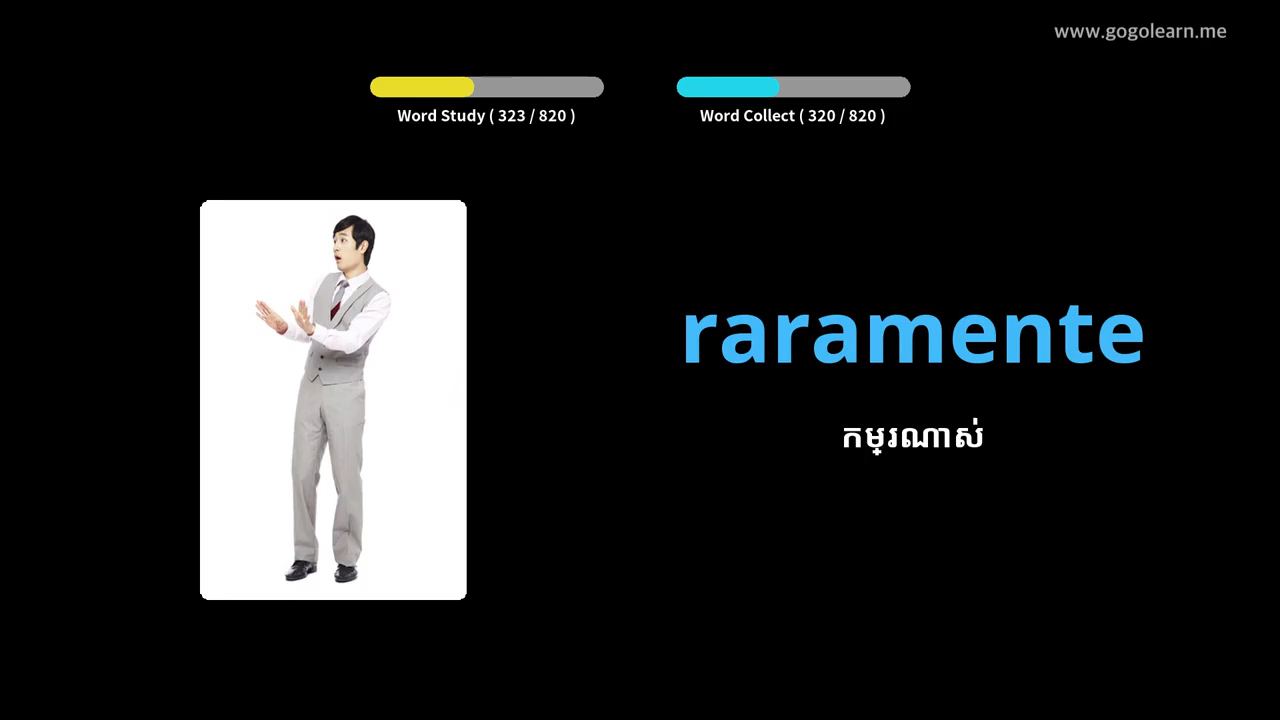 www.gogolearn.me
Word Study ( 323 / 820 )
Word Collect ( 320 / 820 )
raramente
កម្រណាស់